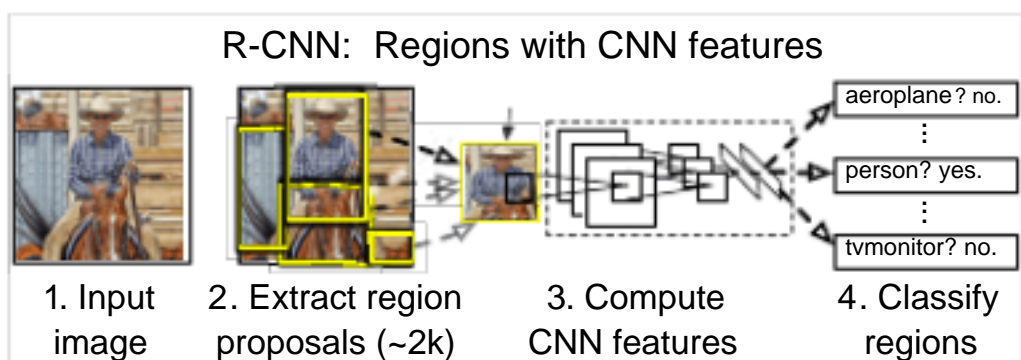 R-CNN: Regions with CNN features
aeroplane? no.
⋮
person? yes.
⋮
tvmonitor? no.
1. Input
image
2. Extract region
proposals (~2k)
3. Compute
CNN features
4. Classify
regions